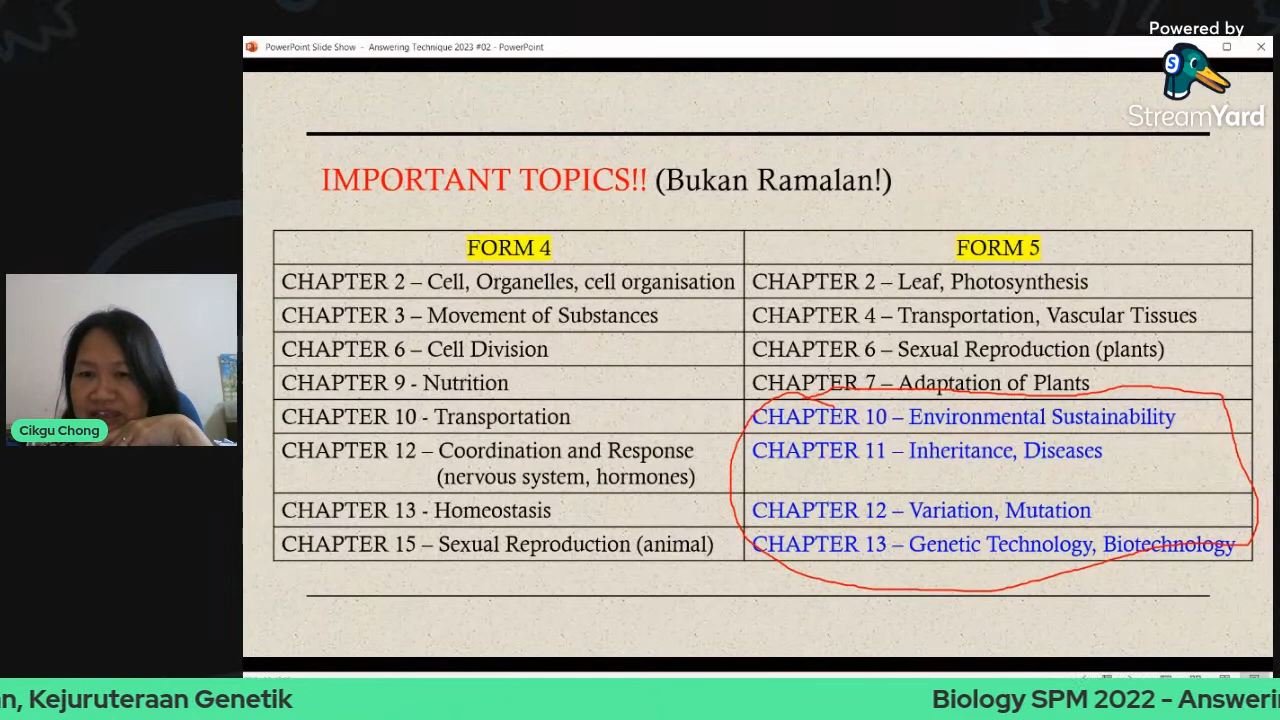 Powered by
StreamYard
PowerPoint Slide Show - Answering Technique 2023 #02 - PowerPoint
IMPORTANT TOPICS!! (Bukan Ramalan!)
FORM 4
FORM 5
CHAPTER 2 – Cell, Organelles, cell organisation
CHAPTER 2 – Leaf, Photosynthesis
CHAPTER 3 – Movement of Substances
CHAPTER 4 – Transportation, Vascular Tissues
CHAPTER 6 – Cell Division
CHAPTER 6 – Sexual Reproduction (plants)
CHAPTER 9 - Nutrition
CHAPTER 7 – Adaptation of Plants
CHAPTER 10 - Transportation
CHAPTER 10 – Environmental Sustainability
CHAPTER 12 – Coordination and Response
(nervous system, hormones)
CHAPTER 11 – Inheritance, Diseases
CHAPTER 13 - Homeostasis
CHAPTER 12 – Variation, Mutation
CHAPTER 15 – Sexual Reproduction (animal)
CHAPTER 13 – Genetic Technology, Biotechnology
Cikgu Chong
n, Kejuruteraan Genetik
Biology SPM 2022 - Answerin